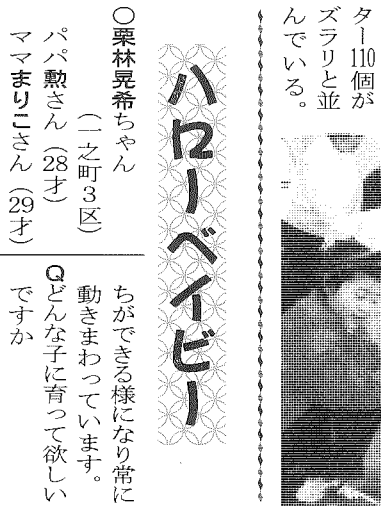 ター110個が
ズラリと並
んでいる。
ハローベイビー
○栗林晃希ちゃん
(一之町3区)
パパ勲さん(28才)
ママまりこさん(29才)
ちができる様になり常に
動きまわっています。
Qどんな子に育って欲しい
ですか